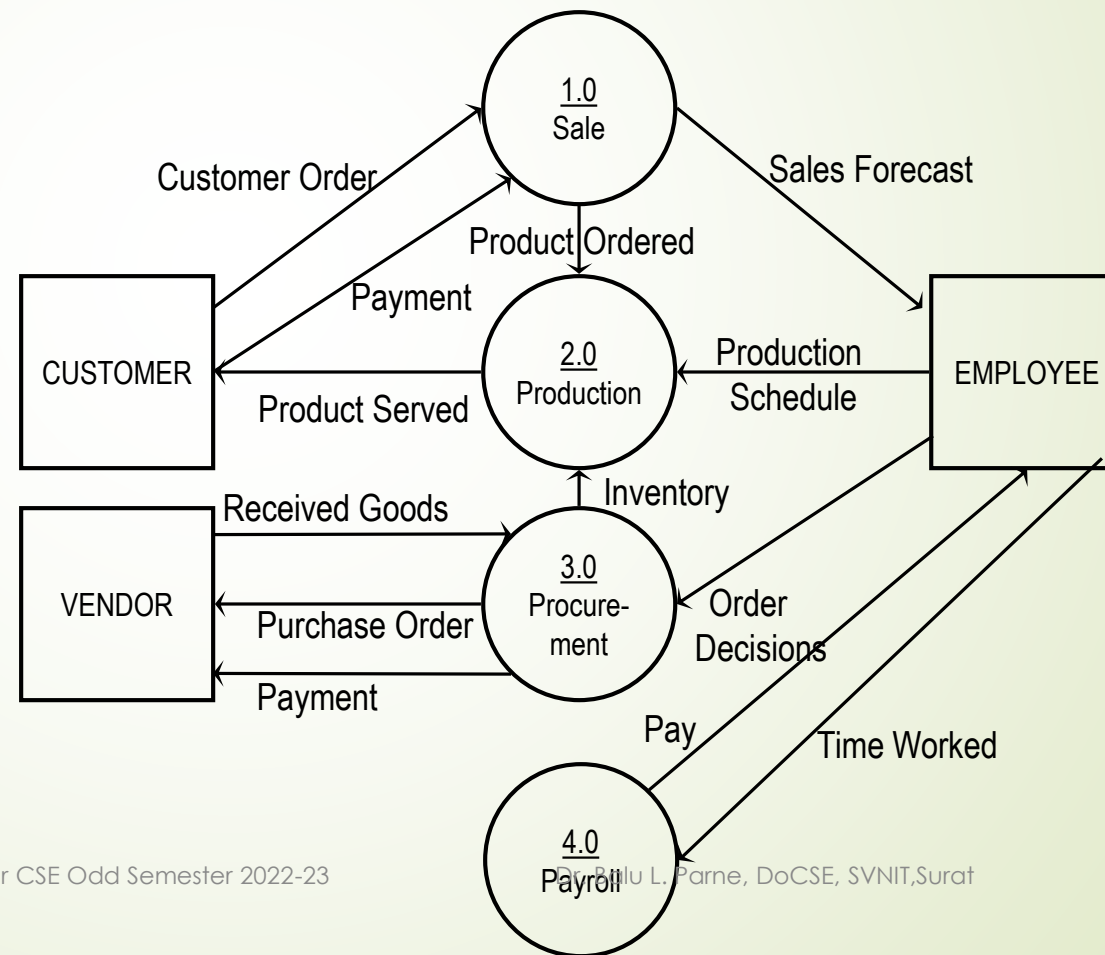 1.0
Sale
Customer Order
Sales Forecast
Product Ordered
Payment
CUSTOMER
2.0
Production
Production
Schedule
EMPLOYEE
Product Served
Inventory
Received Goods
VENDOR
3.0
Procure-
ment
Purchase Order
Order
Decisions
Payment
Pay
Time Worked
4.0
Payroll
r CSE Odd Semester 2022-23
Dr. Balu L. Parne, DoCSE, SVNIT,Surat